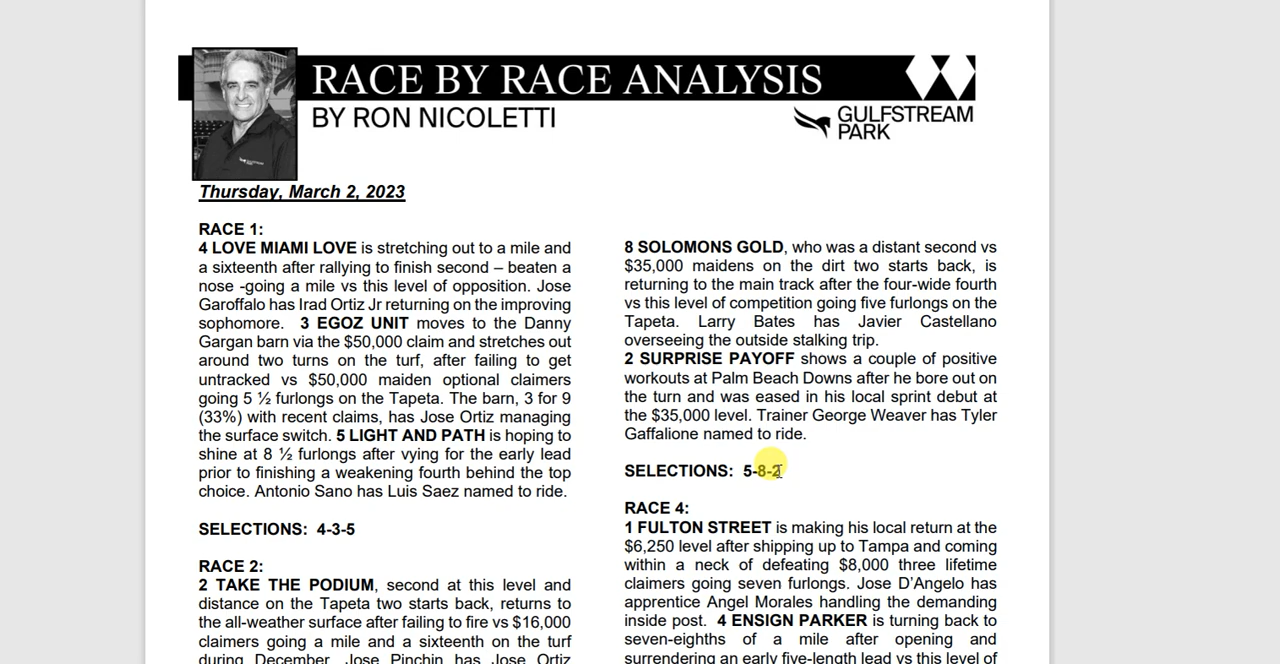 RACE BY RACE ANALYSIS
BY RON NICOLETTI
GULFSTREAM
PARK
Thursday, March 2, 2023
RACE 1:
4 LOVE MIAMI LOVE is stretching out to a mile and
a sixteenth after rallying to finish second – beaten a
nose -going a mile vs this level of opposition. Jose
Garoffalo has Irad Ortiz Jr returning on the improving
sophomore. 3 EGOZ UNIT moves to the Danny
Gargan barn via the $50,000 claim and stretches out
around two turns on the turf, after failing to get
untracked vs $50,000 maiden optional claimers
going 5 ½ furlongs on the Tapeta. The barn, 3 for 9
(33%) with recent claims, has Jose Ortiz managing
the surface switch. 5 LIGHT AND PATH is hoping to
shine at 8 ½ furlongs after vying for the early lead
prior to finishing a weakening fourth behind the top
choice. Antonio Sano has Luis Saez named to ride.
SELECTIONS: 4-3-5
RACE 2:
2 TAKE THE PODIUM, second at this level and
distance on the Tapeta two starts back, returns to
the all-weather surface after failing to fire vs $16,000
claimers going a mile and a sixteenth on the turf
during December. Jose Pinchin has Jose Ortiz
8 SOLOMONS GOLD, who was a distant second vs
$35,000 maidens on the dirt two starts back, is
returning to the main track after the four-wide fourth
vs this level of competition going five furlongs on the
Tapeta. Larry Bates has Javier Castellano
overseeing the outside stalking trip.
2 SURPRISE PAYOFF shows a couple of positive
workouts at Palm Beach Downs after he bore out on
the turn and was eased in his local sprint debut at
the $35,000 level. Trainer George Weaver has Tyler
Gaffalione named to ride.
SELECTIONS: 5-8-2
RACE 4:
1 FULTON STREET is making his local return at the
$6,250 level after shipping up to Tampa and coming
within a neck of defeating $8,000 three lifetime
claimers going seven furlongs. Jose D’Angelo has
apprentice Angel Morales handling the demanding
inside post. 4 ENSIGN PARKER is turning back to
seven-eighths of a mile after opening and
surrendering an early five-length lead vs this level of